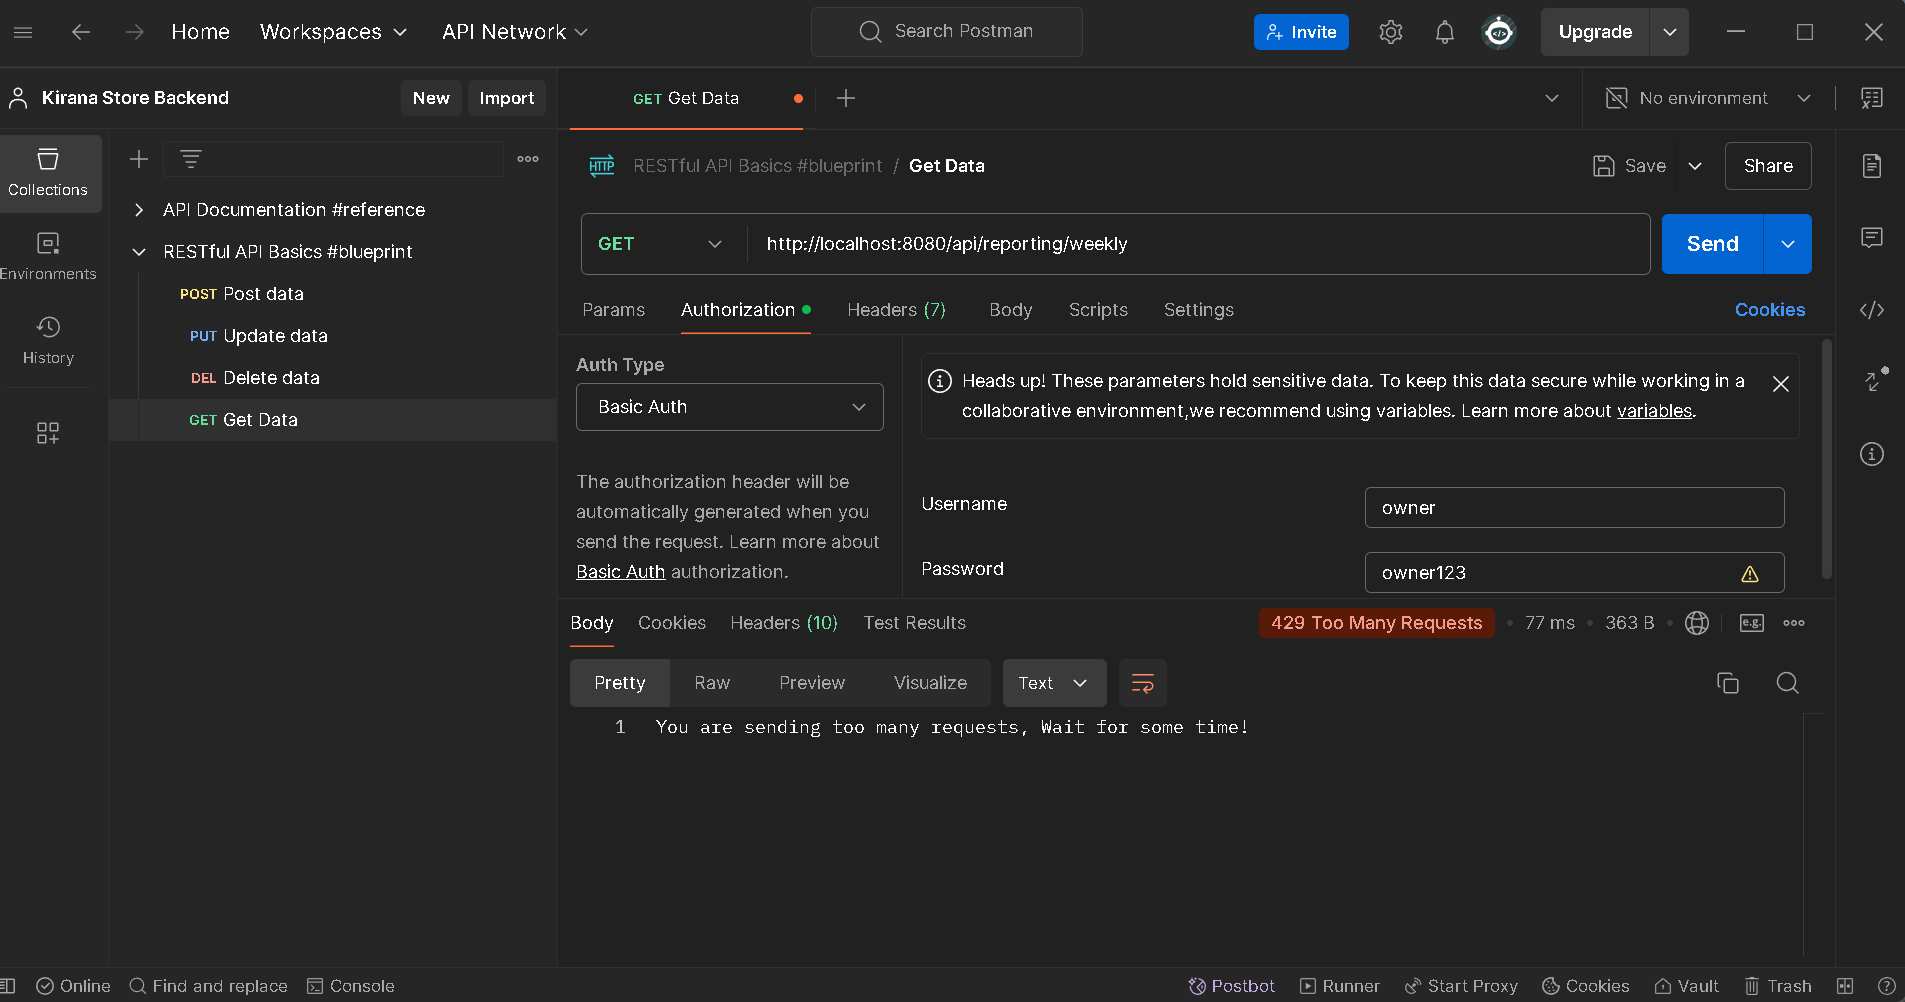 Home Workspaces API Network Search Postman Invite Upgrade
Kirana Store Backend New Import GET Get Data No environment
Collections
Environments
History
API Documentation #reference
RESTful API Basics #blueprint
POST Post data
PUT Update data
DEL Delete data
GET Get Data
HTTP RESTful API Basics #blueprint / Get Data Save Share
GET http://localhost:8080/api/reporting/weekly Send
Params Authorization Headers (7) Body Scripts Settings Cookies
Auth Type
Basic Auth
The authorization header will be
automatically generated when you
send the request. Learn more about
Basic Auth authorization.
Heads up! These parameters hold sensitive data. To keep this data secure while working in a
collaborative environment,we recommend using variables. Learn more about variables.
Username owner
Password owner123
Body Cookies Headers (10) Test Results 429 Too Many Requests • 77 ms • 363 B • e.g.
Pretty Raw Preview Visualize Text
1 You are sending too many requests, Wait for some time!
Online Find and replace Console Postbot Runner Start Proxy Cookies Vault Trash